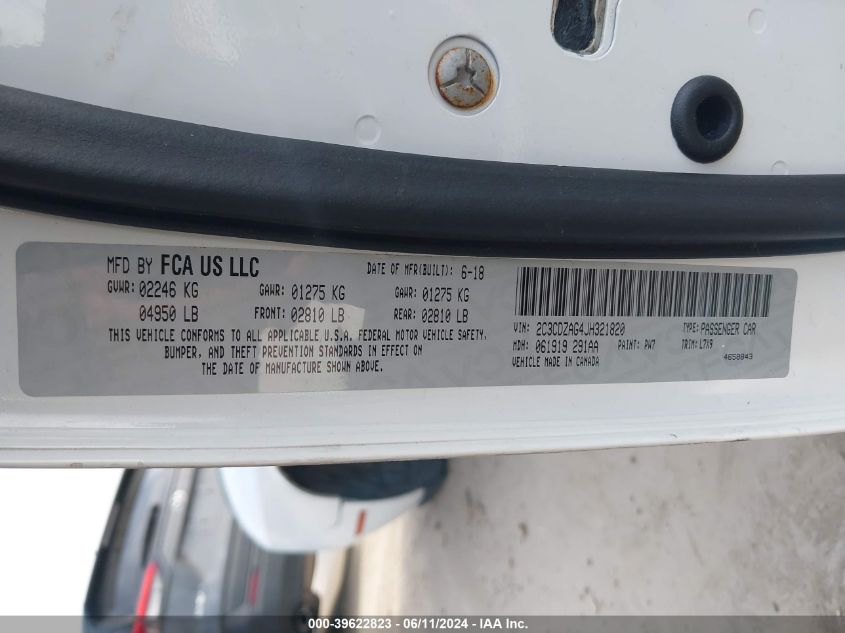 MFD BY FCA US LLC DATE OF MFR(BUILT): 6-18
GVWR: 02246 KG GAWR: 01275 KG GAWR: 01275 KG
04950 LB FRONT: 02810 LB REAR: 02810 LB
THIS VEHICLE CONFORMS TO ALL APPLICABLE U.S.A. FEDERAL MOTOR VEHICLE SAFETY,
BUMPER, AND THEFT PREVENTION STANDARDS IN EFFECT ON
THE DATE OF MANUFACTURE SHOWN ABOVE.
VIN: 2C3CDZAG4JH321820 TYPE: PASSENGER CAR
MDH: 061919 291AA PAINT: PW7 TRIM: L7X9
VEHICLE MADE IN CANADA 4658843
000-39622823 - 06/11/2024 - IAA Inc.